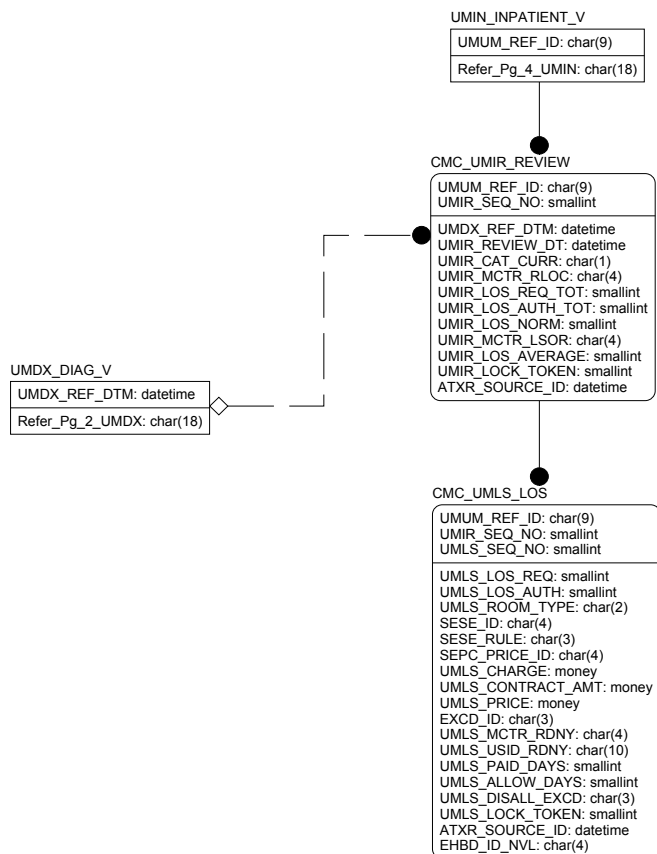 UMIN_INPATIENT_V
UMUM_REF_ID: char(9)
Refer_Pg_4_UMIN: char(18)
CMC_UMIR_REVIEW
UMUM_REF_ID: char(9)
UMIR_SEQ_NO: smallint
UMDX_REF_DTM: datetime
UMIR_REVIEW_DT: datetime
UMIR_CAT_CURR: char(1)
UMIR_MCTR_RLOC: char(4)
UMIR_LOS_REQ_TOT: smallint
UMIR_LOS_AUTH_TOT: smallint
UMIR_LOS_NORM: smallint
UMIR_MCTR_LSOR: char(4)
UMIR_LOS_AVERAGE: smallint
UMIR_LOCK_TOKEN: smallint
ATXR_SOURCE_ID: datetime
UMDX_DIAG_V
UMDX_REF_DTM: datetime
Refer_Pg_2_UMDX: char(18)
CMC_UMLS_LOS
UMUM_REF_ID: char(9)
UMIR_SEQ_NO: smallint
UMLS_SEQ_NO: smallint
UMLS_LOS_REQ: smallint
UMLS_LOS_AUTH: smallint
UMLS_ROOM_TYPE: char(2)
SESE_ID: char(4)
SESE_RULE: char(3)
SEPC_PRICE_ID: char(4)
UMLS_CHARGE: money
UMLS_CONTRACT_AMT: money
UMLS_PRICE: money
EXCD_ID: char(3)
UMLS_MCTR_RDNY: char(4)
UMLS_USID_RDNY: char(10)
UMLS_PAID_DAYS: smallint
UMLS_ALLOW_DAYS: smallint
UMLS_DISALL_EXCD: char(3)
UMLS_LOCK_TOKEN: smallint
ATXR_SOURCE_ID: datetime
EHBD_ID_NVL: char(4)